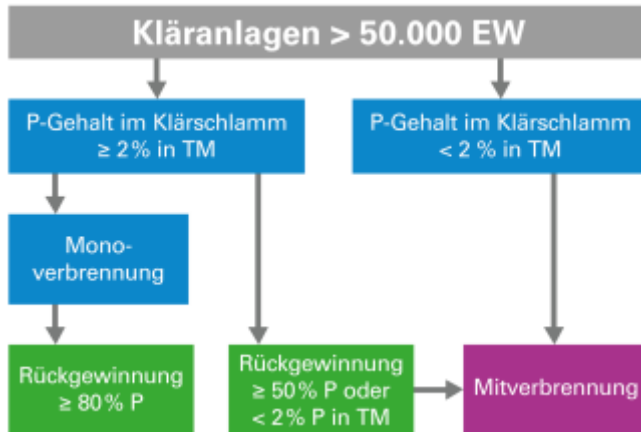 Kläranlagen > 50.000 EW
P-Gehalt im Klärschlamm
≥ 2% in TM
P-Gehalt im Klärschlamm
< 2 % in TM
Mono-
verbrennung
Rückgewinnung
≥ 80% P
Rückgewinnung
≥ 50% P oder
< 2% P in TM
Mitverbrennung